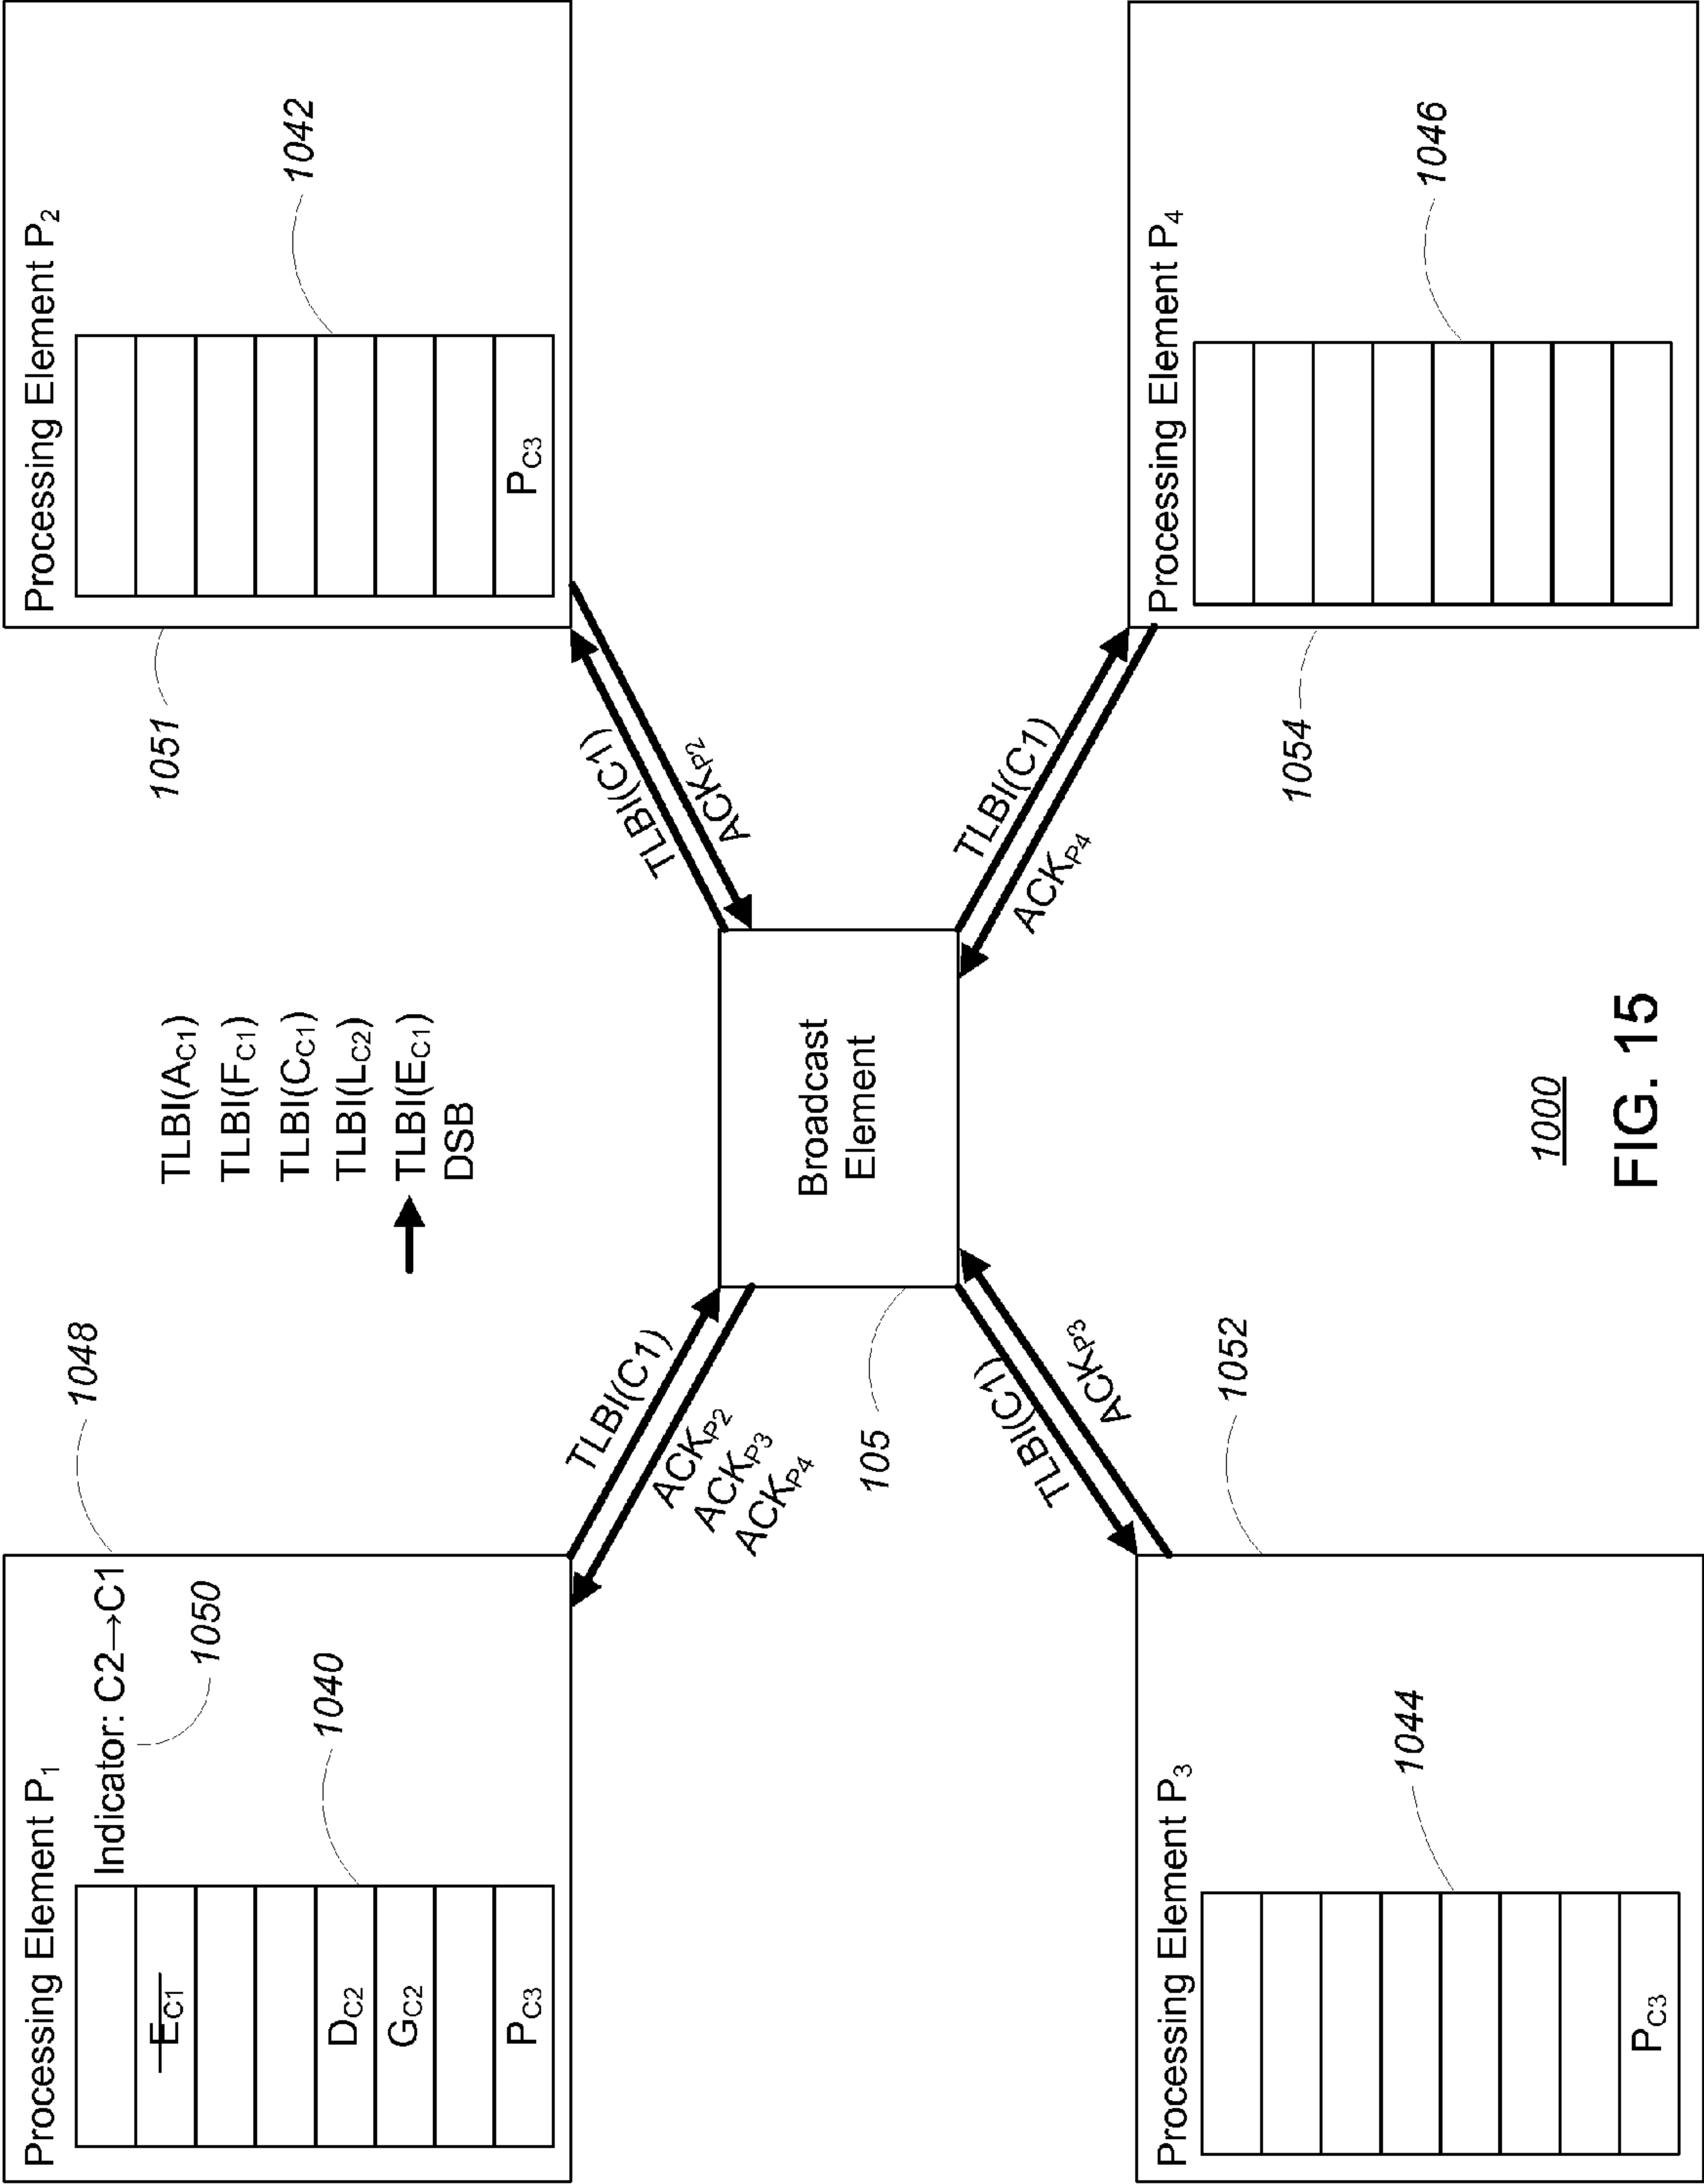 Processing Element P₁
Indicator: C2→C1
1050
1048
E̶C1
DC2
GC2
PC3
1040
TLBI(AC1)
TLBI(FC1)
TLBI(CC1)
TLBI(LC2)
TLBI(EC1)
DSB
Processing Element P₂
1051
1042
PC3
TLBI(C1)
ACKP2
ACKP3
ACKP4
TLBI(C1)
ACKP2
Broadcast
Element
105
TLBI(C1)
ACKP3
TLBI(C1)
ACKP4
Processing Element P₃
1052
1044
PC3
Processing Element P₄
1054
1046
1000
FIG. 15